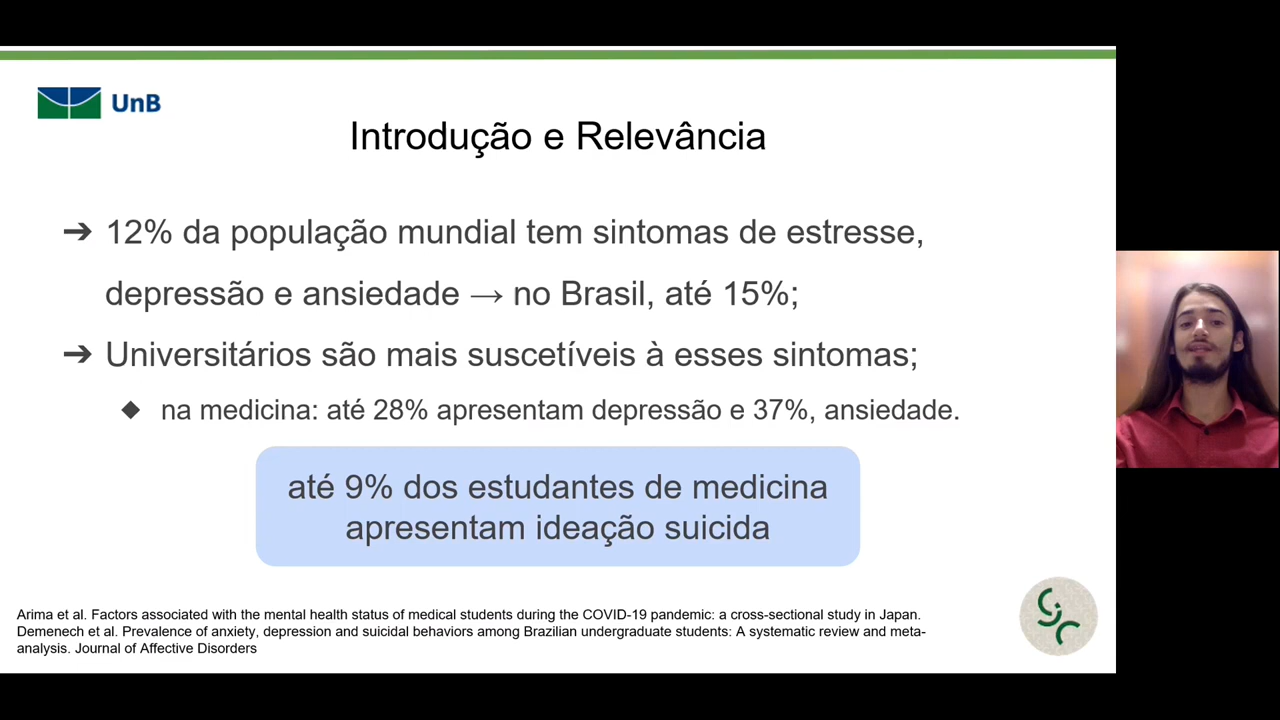 UnB
Introdução e Relevância
➔ 12% da população mundial tem sintomas de estresse,
depressão e ansiedade → no Brasil, até 15%;
➔ Universitários são mais suscetíveis à esses sintomas;
◆ na medicina: até 28% apresentam depressão e 37%, ansiedade.
até 9% dos estudantes de medicina
apresentam ideação suicida
Arima et al. Factors associated with the mental health status of medical students during the COVID-19 pandemic: a cross-sectional study in Japan.
Demenech et al. Prevalence of anxiety, depression and suicidal behaviors among Brazilian undergraduate students: A systematic review and meta-
analysis. Journal of Affective Disorders